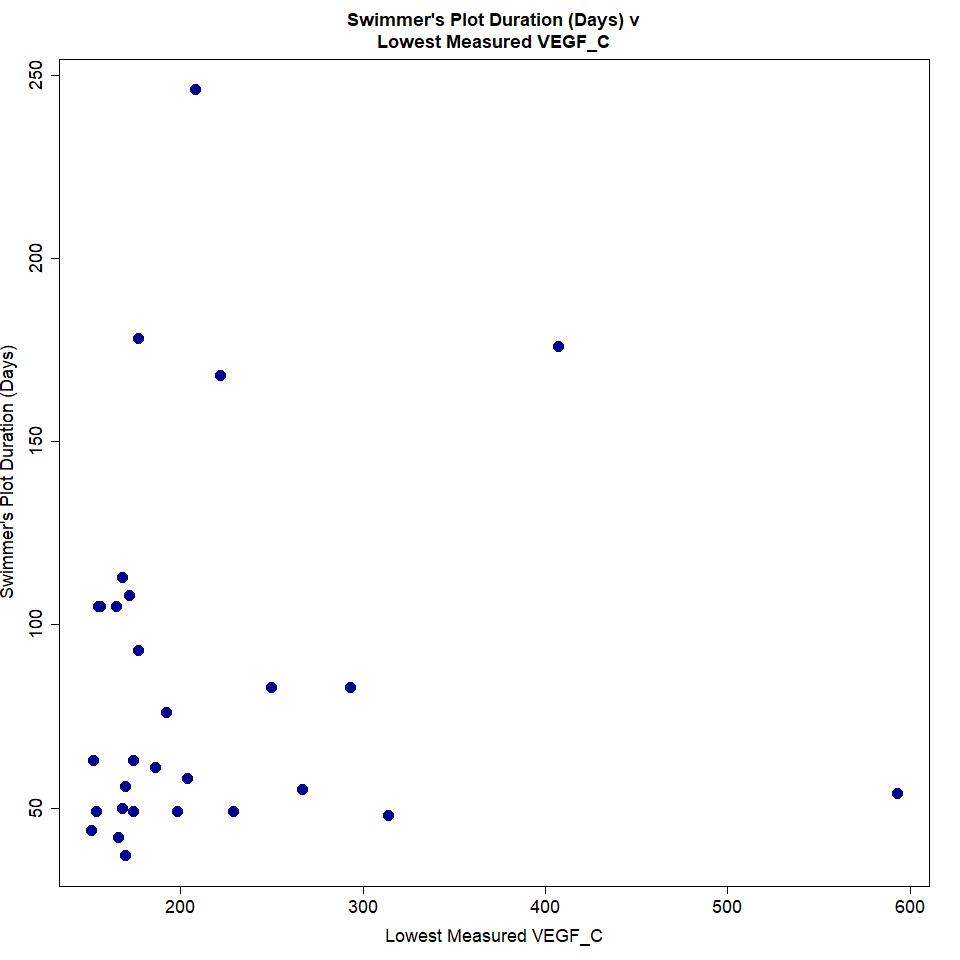 Swimmer's Plot Duration (Days) v
Lowest Measured VEGF_C
Swimmer's Plot Duration (Days)
250
200
150
100
50
200
300
400
500
600
Lowest Measured VEGF_C